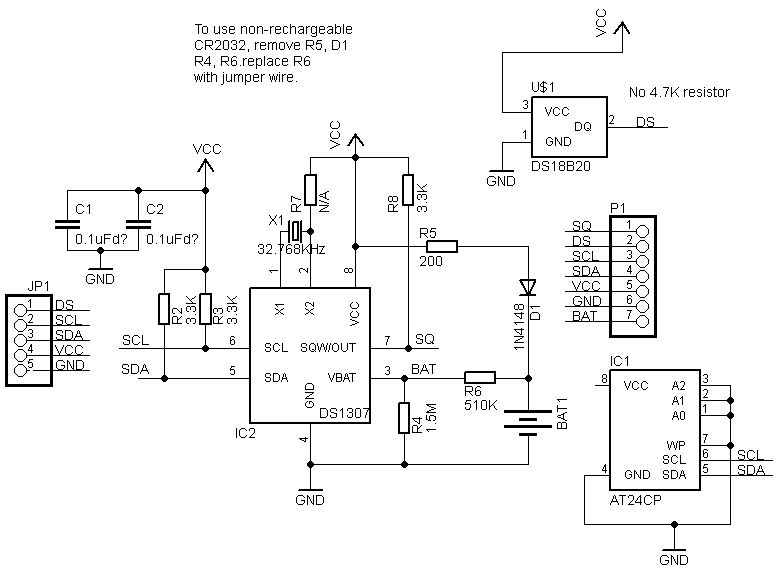 To use non-rechargeable
CR2032, remove R5, D1
R4, R6.replace R6
with jumper wire.
VCC
U$1
No 4.7K resistor
3
VCC
DQ
2
DS
1
GND
DS18B20
GND
VCC
VCC
C1
0.1uFd?
C2
0.1uFd?
GND
R7
N/A
R8
3.3K
X1
32.768KHz
R5
200
1N4148
D1
P1
SQ
1
DS
2
SCL
3
SDA
4
VCC
5
GND
6
BAT
7
JP1
1
DS
2
SCL
3
SDA
4
VCC
5
GND
R2
3.3K
R3
3.3K
1
2
8
X1
X2
VCC
SCL
6
SCL
SQW/OUT
7
SQ
SDA
5
SDA
VBAT
3
BAT
GND
DS1307
IC2
4
GND
R6
510K
R4
1.5M
BAT1
IC1
8
VCC
A2
3
A1
2
A0
1
WP
7
SCL
6
SCL
4
GND
SDA
5
SDA
AT24CP
GND